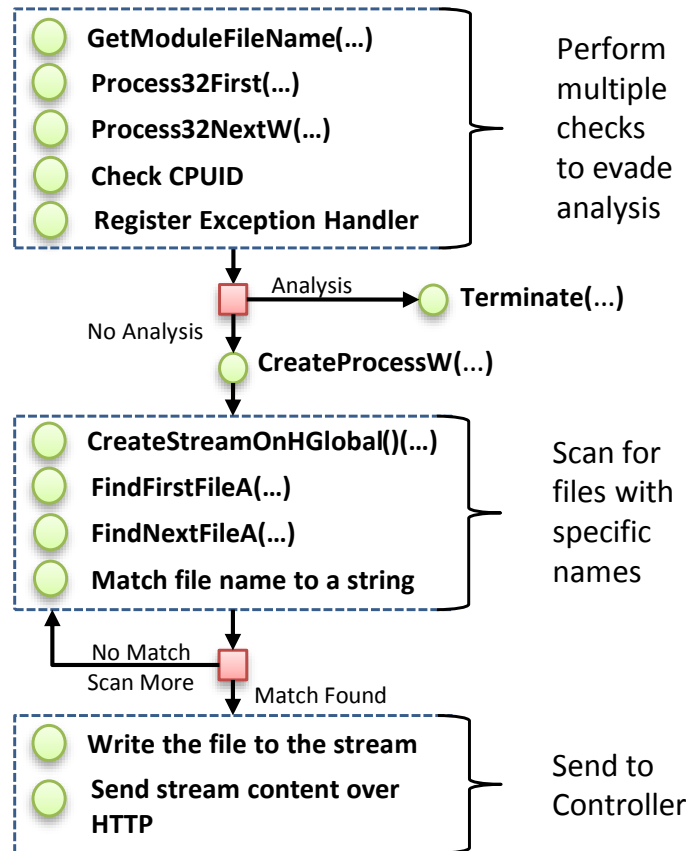 GetModuleFileName(…)
Process32First(…)
Process32NextW(…)
Check CPUID
Register Exception Handler
Perform
multiple
checks
to evade
analysis
Analysis
Terminate(...)
No Analysis
CreateProcessW(...)
CreateStreamOnHGlobal()(…)
FindFirstFileA(…)
FindNextFileA(…)
Match file name to a string
Scan for
files with
specific
names
No Match
Scan More
Match Found
Write the file to the stream
Send stream content over
HTTP
Send to
Controller